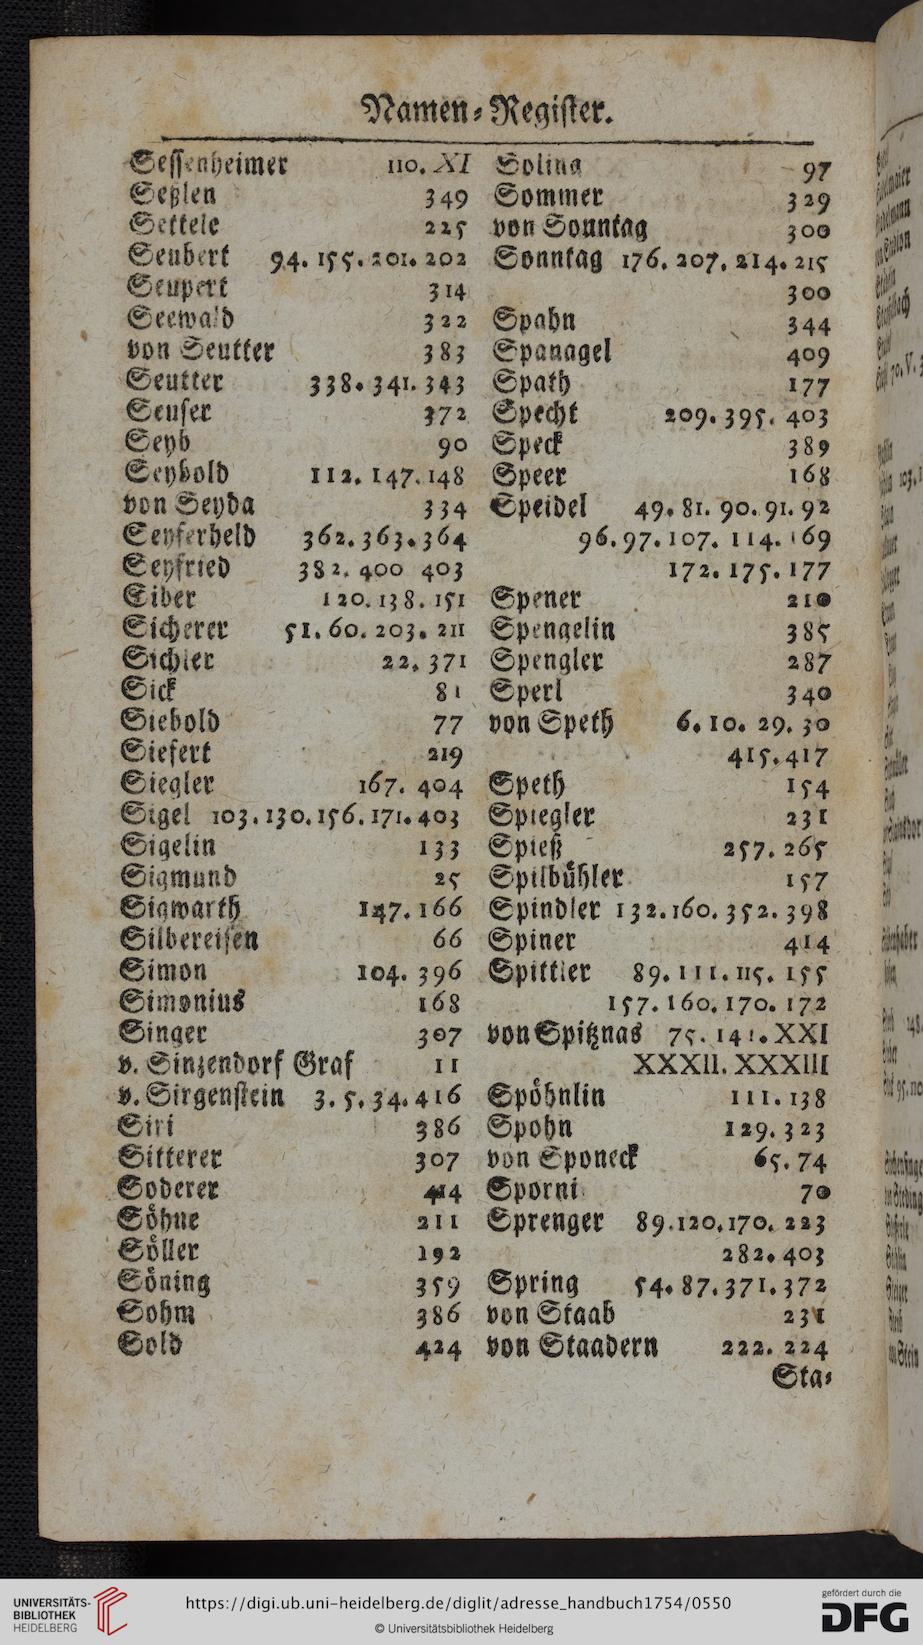 Namen-Register.
Sessenheimer 110. XI
Seßlen 349
Settele 225
Seubert 94. 155. 201. 202
Seupert 314
Seewald 322
von Seutter 383
Seutter 338. 341. 343
Seuser 372
Seyb 90
Seybold 112. 147. 148
von Seyda 334
Seyferheld 362. 363. 364
Seyfried 382. 400 403
Siber 120. 138. 151
Sicherer 51. 60. 203. 211
Sichler 22. 371
Sick 81
Siebold 77
Siefert 219
Siegler 167. 404
Sigel 103. 130. 156. 171. 403
Sigelin 133
Sigmund 25
Sigwarth 147. 166
Silbereisen 66
Simon 104. 396
Simonius 168
Singer 307
v. Sinzendorf Graf 11
v. Sirgenstein 3. 5. 34. 416
Siri 386
Sitterer 307
Soderer 414
Söhne 211
Söller 192
Söning 359
Sohm 386
Sold 424
Soling 97
Sommer 329
von Sonntag 300
Sonntag 176. 207. 214. 215
300
Spahn 344
Spanagel 409
Spath 177
Specht 209. 395. 403
Speck 389
Speer 168
Speidel 49. 81. 90. 91. 92
96. 97. 107. 114. 169
172. 175. 177
Spener 210
Spengelin 385
Spengler 287
Sperl 340
von Speth 6. 10. 29. 30
415. 417
Speth 154
Spiegler 231
Spieß 257. 265
Spilbühler 157
Spindler 132. 160. 352. 398
Spiner 414
Spittler 89. 111. 115. 155
157. 160. 170. 172
von Spitznas 75. 141. XXI
XXXII. XXXIII
Spöhnlin 111. 138
Spohn 129. 323
von Sponeck 65. 74
Sporni 70
Sprenger 89. 120. 170. 223
282. 403
Spring 54. 87. 371. 372
von Staab 231
von Staadern 222. 224
Sta-
UNIVERSITÄTS-
BIBLIOTHEK
HEIDELBERG
https://digi.ub.uni-heidelberg.de/diglit/adresse_handbuch1754/0550
© Universitätsbibliothek Heidelberg
gefördert durch die
DFG